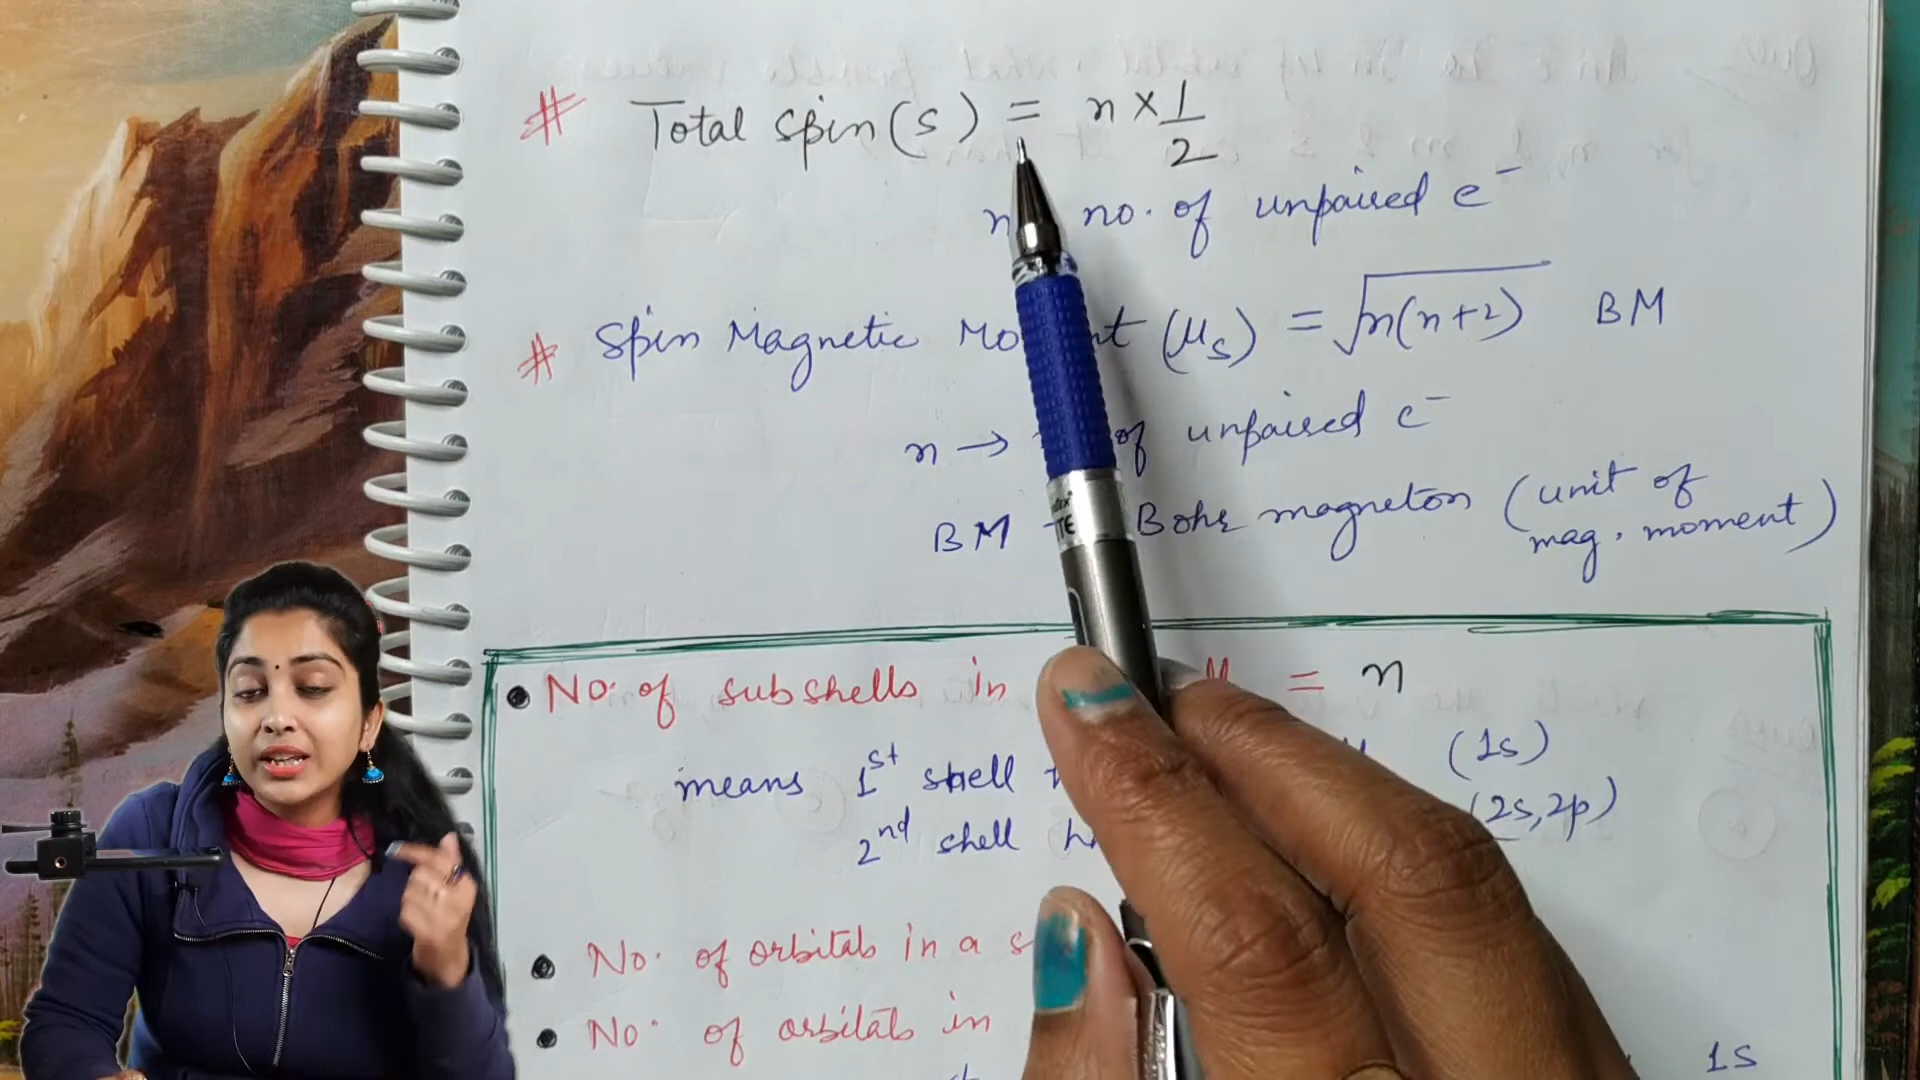 # Total spin (s) = n × 1/2
n no. of unpaired e⁻
# Spin Magnetic Mo nt (μs) = √n(n+2) BM
n → of unpaired e⁻
BM Bohr magneton (unit of
mag. moment)
• No. of subshells in = n
means 1st shell (1s)
2nd shell (2s, 2p)
• No. of orbitals in a s
• No. of orbitals in
1s